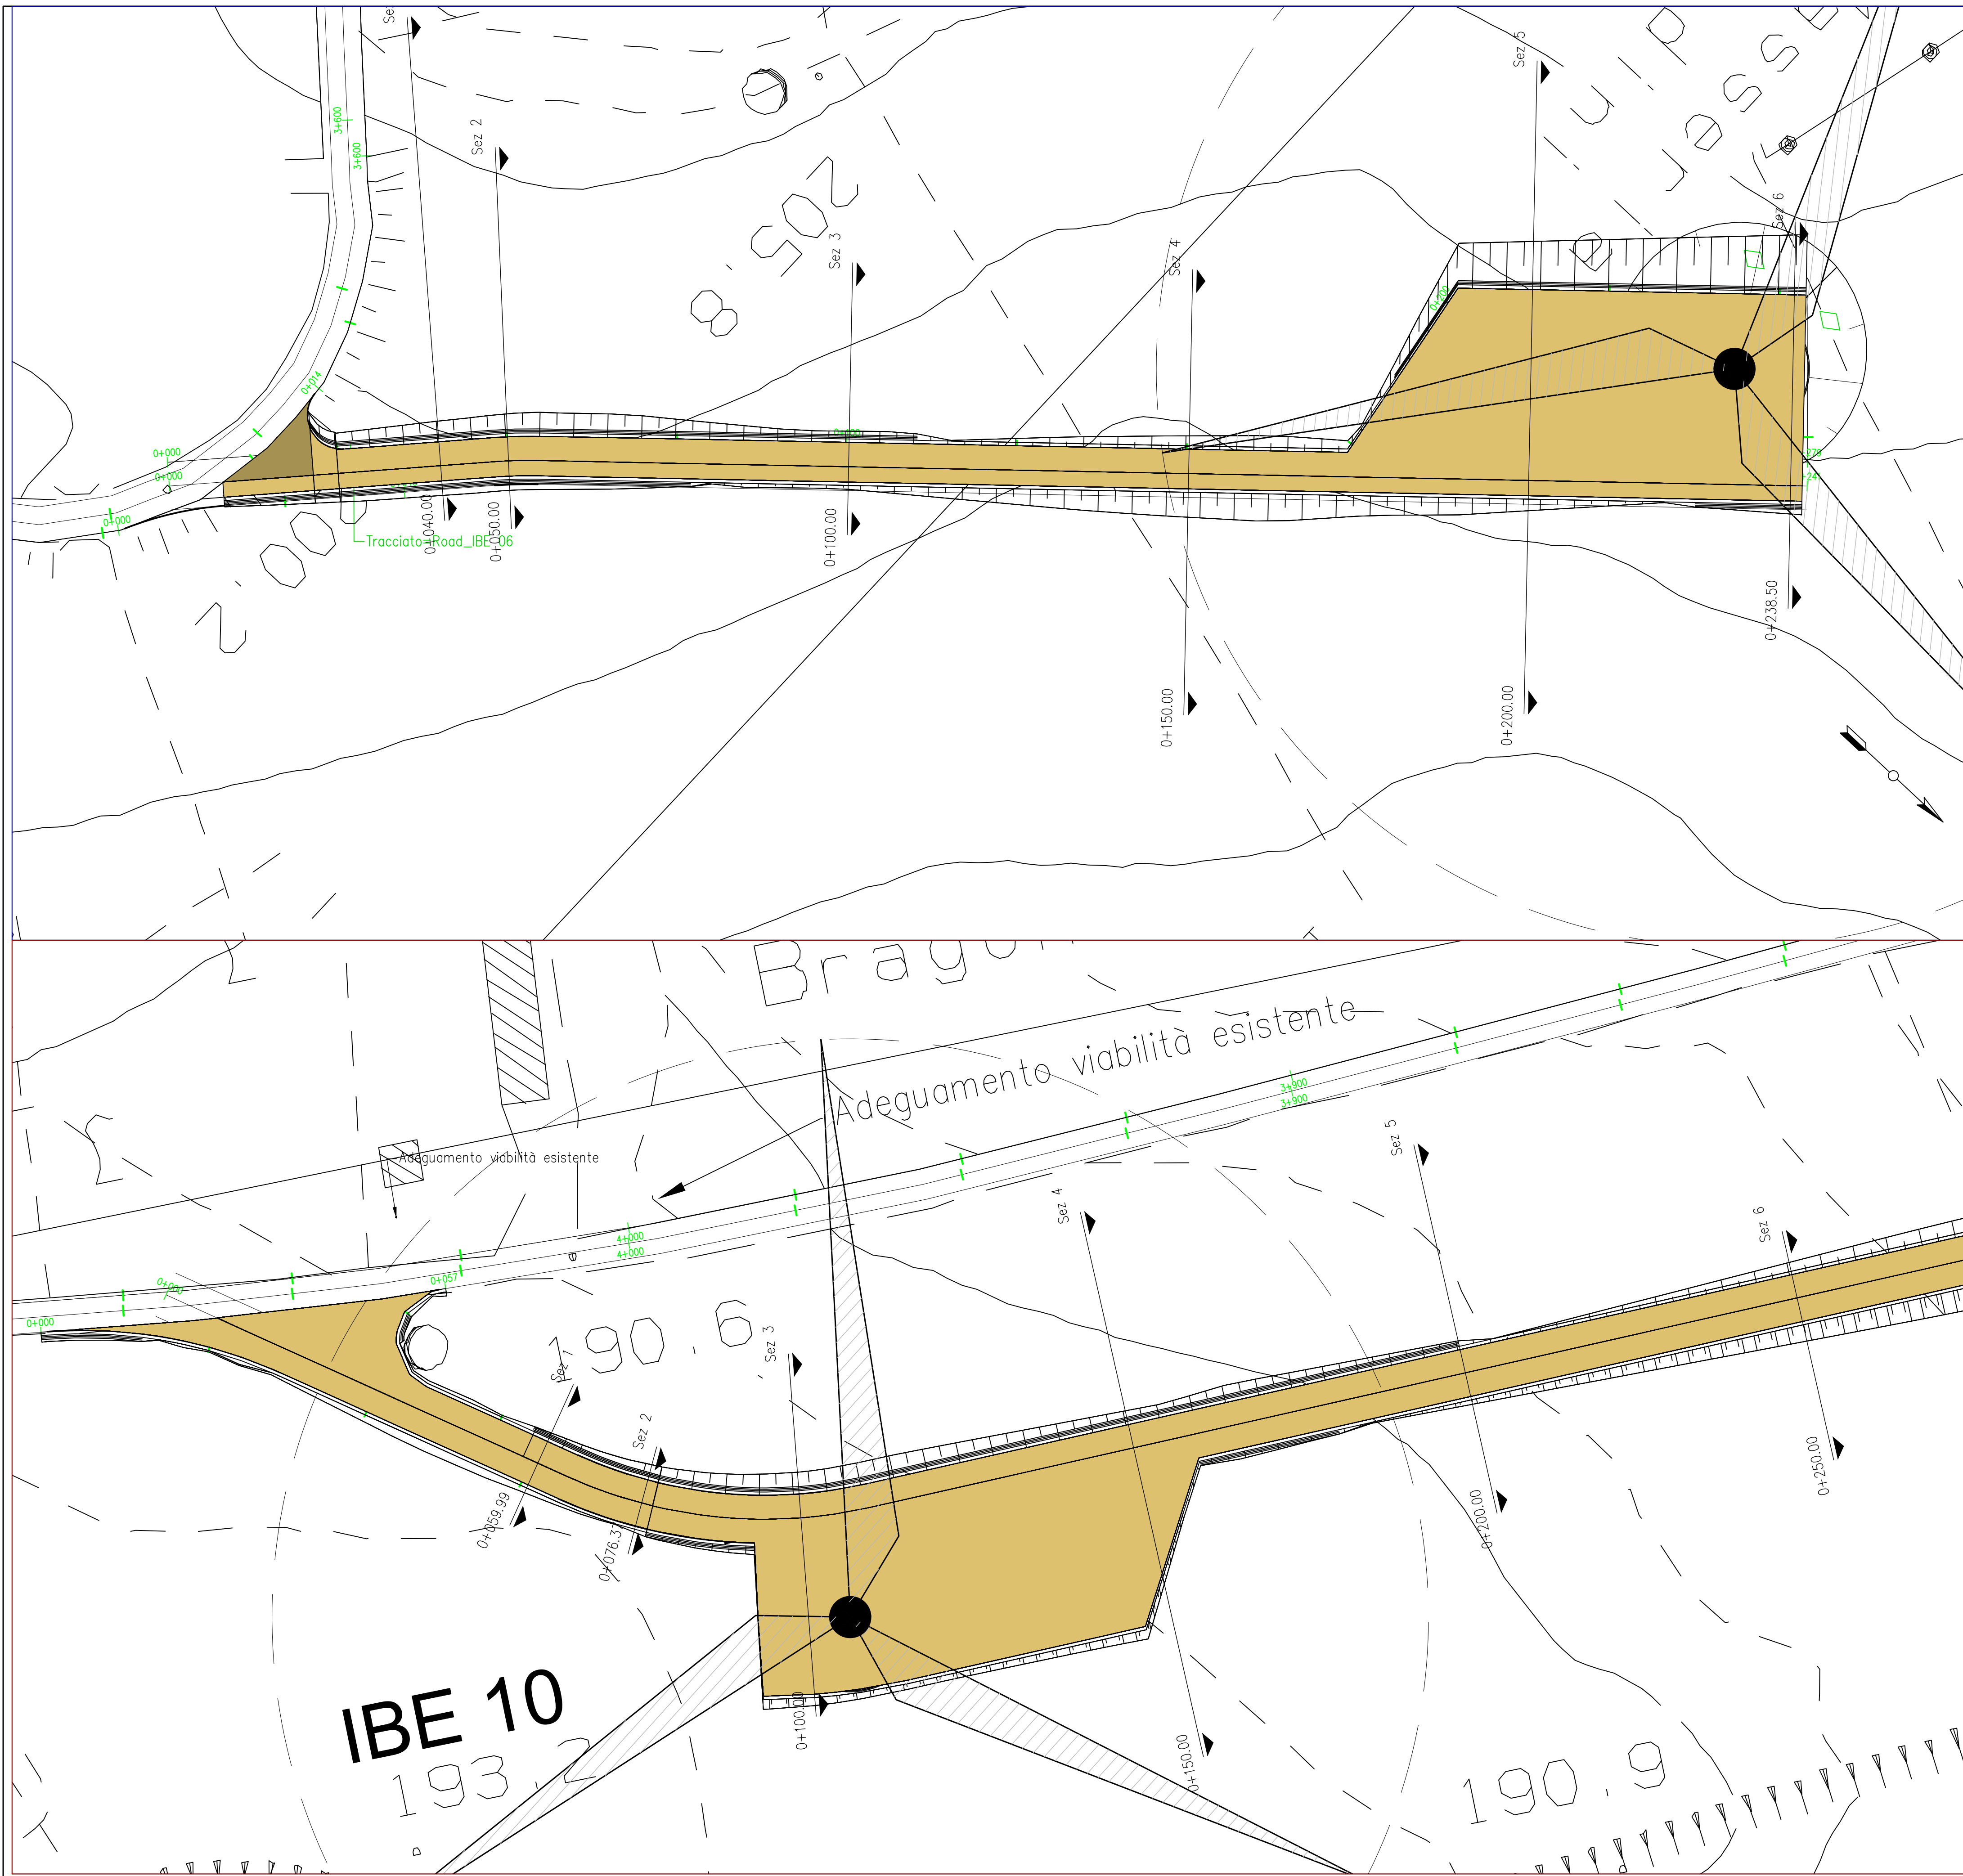 Sez 2
Sez 3
Sez 4
Sez 5
Sez 6
3+600
3+600
0+014
0+000
0+000
0+000
0+200
Tracciato=Road_IBE-06
0+040.00
0+050.00
0+100.00
0+150.00
0+200.00
0+238.50
Adeguamento viabilità esistente
Adeguamento viabilità esistente
3+900
3+900
4+000
4+000
0+057
0+000
Sez 1
Sez 2
Sez 3
Sez 4
Sez 5
Sez 6
0+059.99
0+100.00
0+150.00
0+200.00
0+250.00
190.6
190.9
IBE 10